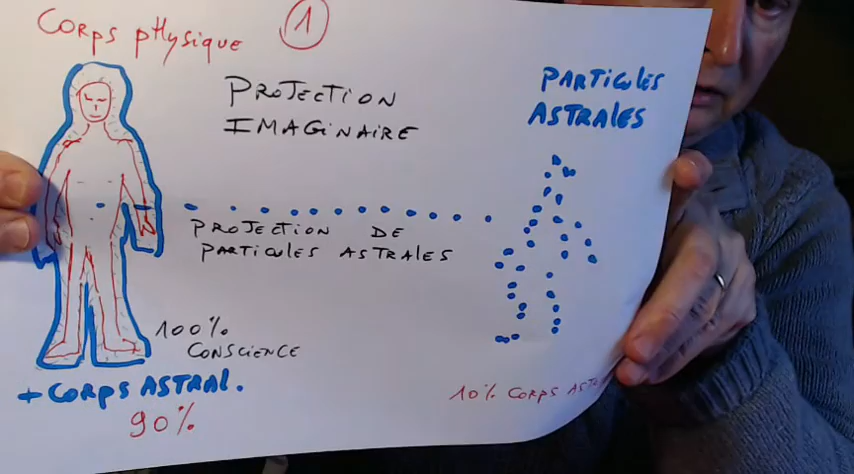 Corps pHysique
1
PROJECTION
IMAGINAIRE
PARTICULES
ASTRALES
PROJECTION DE
PARTICULES ASTRALES
100%
CONSCIENCE
+ CORPS ASTRAL.
90%
10% CORPS